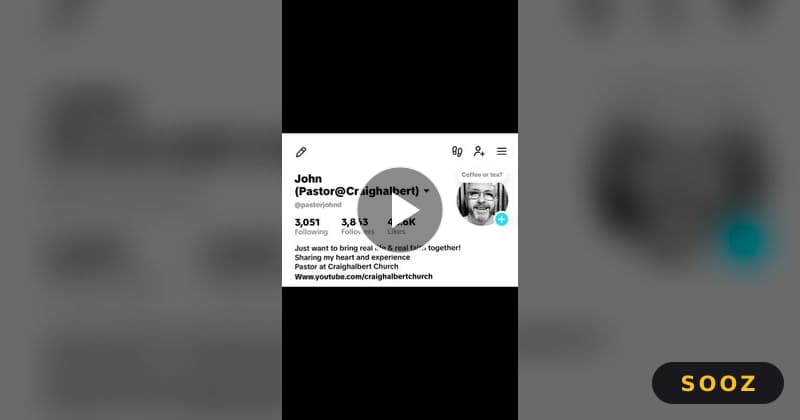 John
(Pastor@Craighalbert)
Coffee or tea?
@pastorjohnd
3,051
Following Followers Likes
Just want to bring real & real together!
Sharing my heart and experience
Pastor at Craighalbert Church
Www.youtube.com/craighalbertchurch
SOOZ